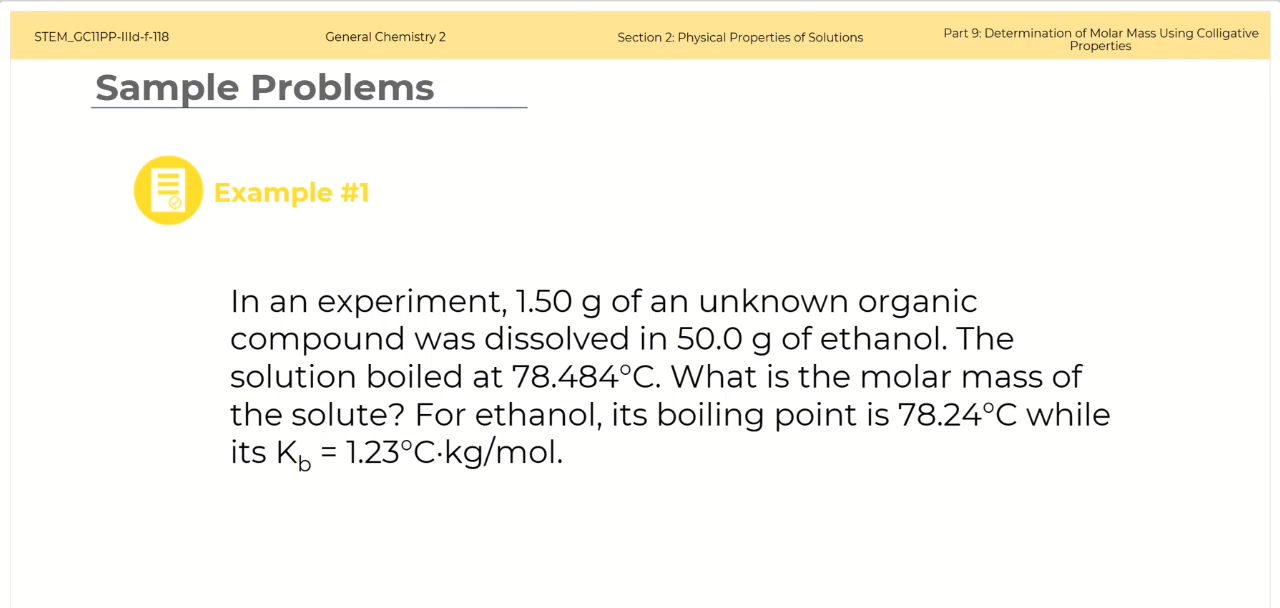 STEM_GC11PP-IIId-f-118
General Chemistry 2
Section 2: Physical Properties of Solutions
Part 9: Determination of Molar Mass Using Colligative
Properties
Sample Problems
Example #1
In an experiment, 1.50 g of an unknown organic
compound was dissolved in 50.0 g of ethanol. The
solution boiled at 78.484°C. What is the molar mass of
the solute? For ethanol, its boiling point is 78.24°C while
its K_b = 1.23°C·kg/mol.